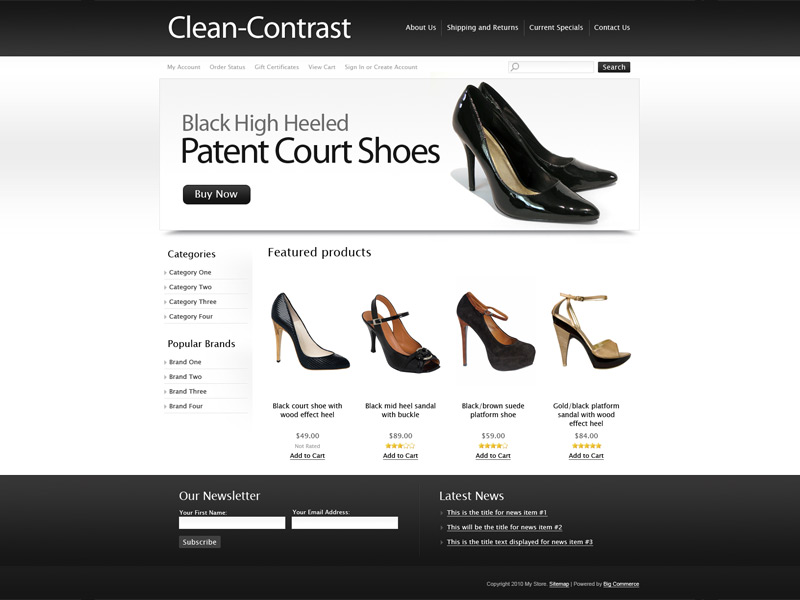 Clean-Contrast
About Us
Shipping and Returns
Current Specials
Contact Us
My Account
Order Status
Gift Certificates
View Cart
Sign In or Create Account
Search
Black High Heeled
Patent Court Shoes
Buy Now
Categories
Category One
Category Two
Category Three
Category Four
Popular Brands
Brand One
Brand Two
Brand Three
Brand Four
Featured products
Black court shoe with
wood effect heel
$49.00
Not Rated
Add to Cart
Black mid heel sandal
with buckle
$89.00
Add to Cart
Black/brown suede
platform shoe
$59.00
Add to Cart
Gold/black platform
sandal with wood
effect heel
$84.00
Add to Cart
Our Newsletter
Your First Name:
Your Email Address:
Subscribe
Latest News
This is the title for news item #1
This will be the title for news item #2
This is the title text displayed for news item #3
Copyright 2010 My Store. Sitemap | Powered by Big Commerce